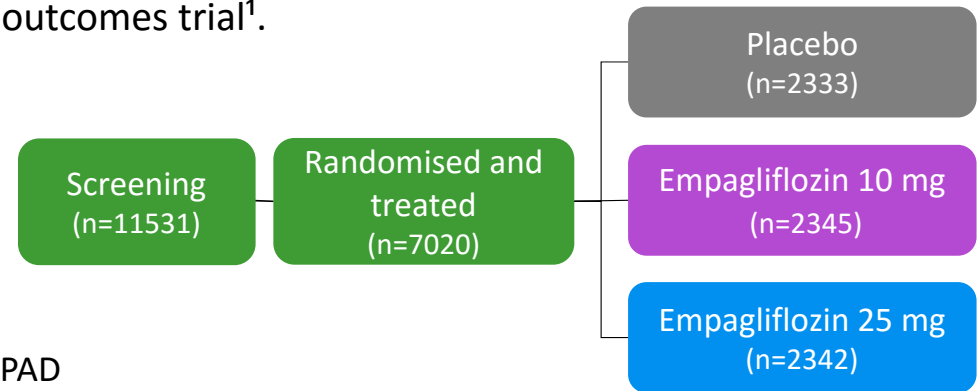 outcomes trial¹.
Placebo
(n=2333)
Screening
(n=11531)
Randomised and
treated
(n=7020)
Empagliflozin 10 mg
(n=2345)
Empagliflozin 25 mg
(n=2342)
PAD